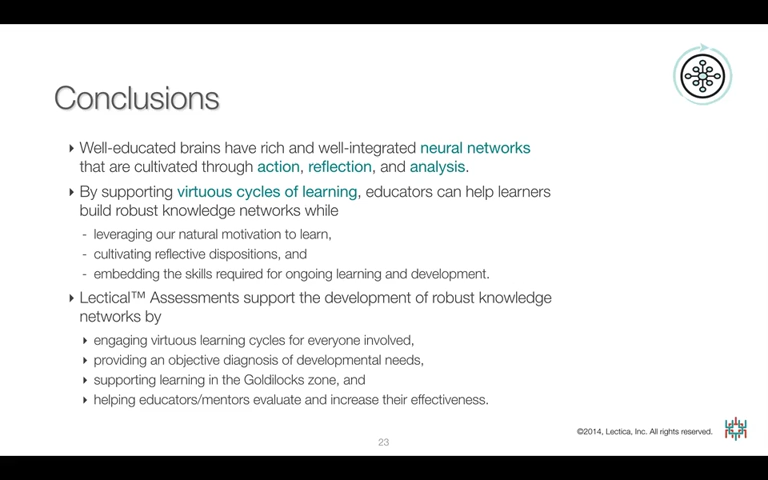 Conclusions
Well-educated brains have rich and well-integrated neural networks
that are cultivated through action, reflection, and analysis.
By supporting virtuous cycles of learning, educators can help learners
build robust knowledge networks while
- leveraging our natural motivation to learn,
- cultivating reflective dispositions, and
- embedding the skills required for ongoing learning and development.
Lectical™ Assessments support the development of robust knowledge
networks by
engaging virtuous learning cycles for everyone involved,
providing an objective diagnosis of developmental needs,
supporting learning in the Goldilocks zone, and
helping educators/mentors evaluate and increase their effectiveness.
©2014, Lectica, Inc. All rights reserved.
23